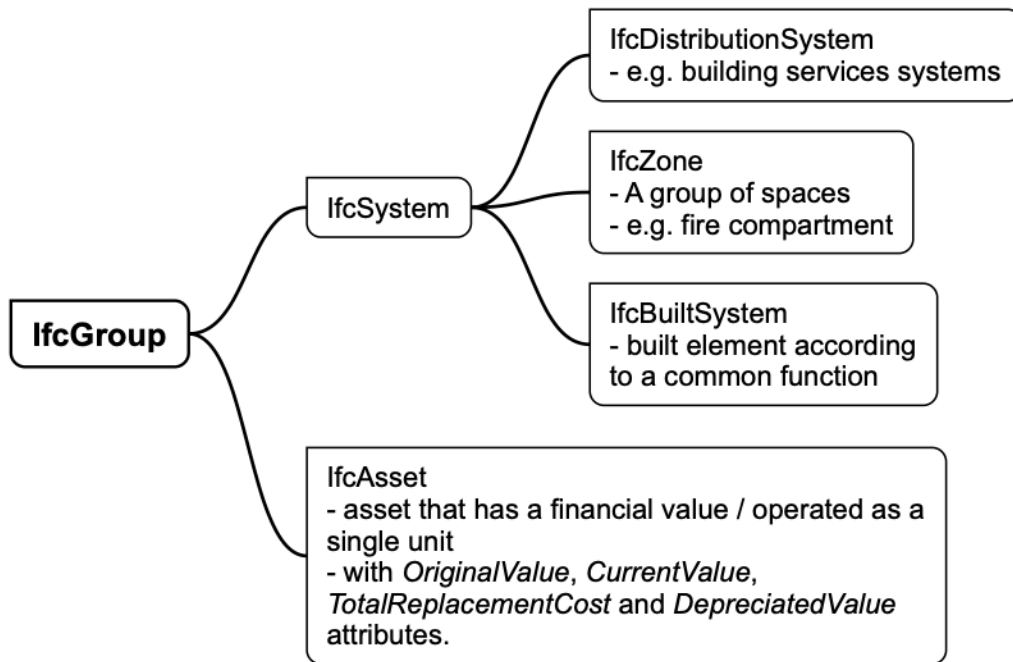 IfcDistributionSystem
- e.g. building services systems
IfcZone
- A group of spaces
- e.g. fire compartment
IfcSystem
IfcBuiltSystem
- built element according
to a common function
IfcGroup
IfcAsset
- asset that has a financial value / operated as a
single unit
- with OriginalValue, CurrentValue,
TotalReplacementCost and DepreciatedValue
attributes.